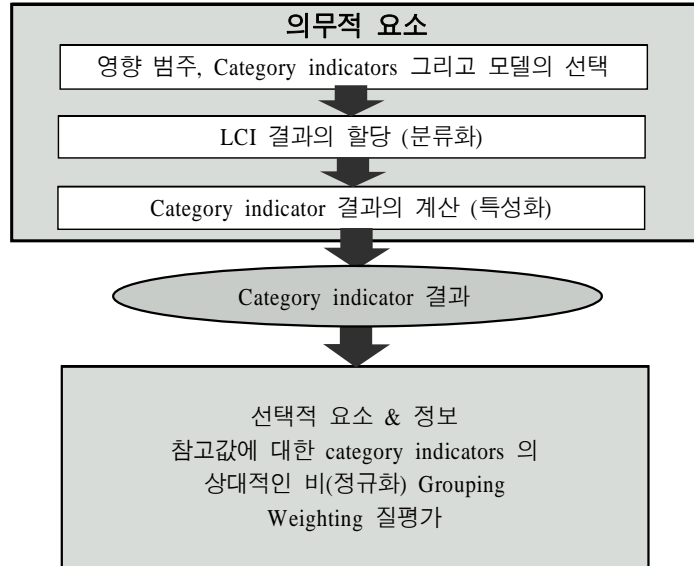 의무적 요소
영향 범주, Category indicators 그리고 모델의 선택
LCI 결과의 할당 (분류화)
Category indicator 결과의 계산 (특성화)
Category indicator 결과
선택적 요소 & 정보
참고값에 대한 category indicators 의
상대적인 비(정규화) Grouping
Weighting 질평가